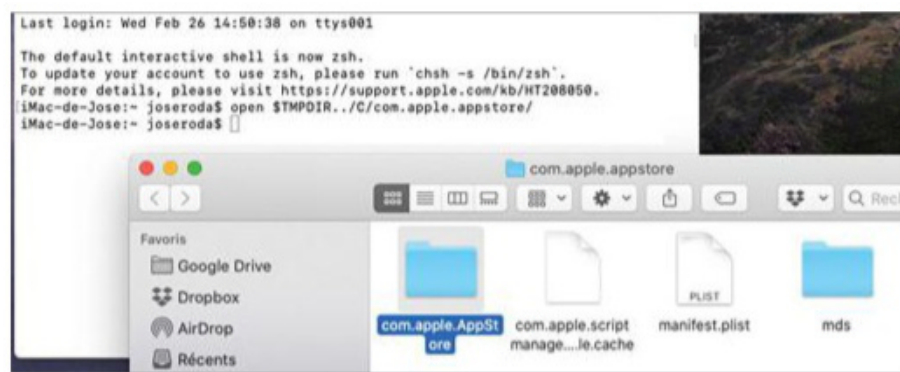 Last login: Wed Feb 26 14:50:38 on ttys001
The default interactive shell is now zsh.
To update your account to use zsh, please run `chsh -s /bin/zsh`.
For more details, please visit https://support.apple.com/kb/HT208050.
[iMac-de-Jose:~ joseroda$ open $TMPDIR../C/com.apple.appstore/
iMac-de-Jose:~ joseroda$
com.apple.appstore
Rech
Favoris
Google Drive
Dropbox
AirDrop
Récents
PLIST
com.apple.AppSt
ore
com.apple.script
manage....le.cache
manifest.plist
mds